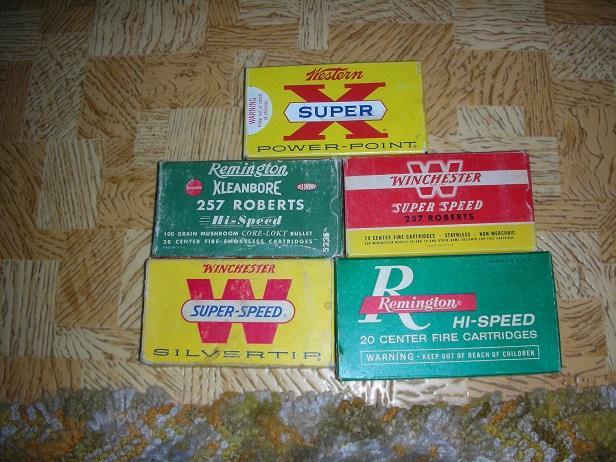 Western
X
SUPER
POWER-POINT
WARNING
Remington
KLEANBORE
DUPONT
257 ROBERTS
Hi-Speed
100 GRAIN MUSHROOM CORE-LOKT BULLET
20 CENTER FIRE SMOKELESS CARTRIDGES
W
WINCHESTER
SUPER SPEED
257 ROBERTS
20 CENTER FIRE CARTRIDGES - STAYNLESS - NON MERCURIC
WINCHESTER
W
SUPER-SPEED
SILVERTIP
R
Remington
HI-SPEED
20 CENTER FIRE CARTRIDGES
WARNING - KEEP OUT OF REACH OF CHILDREN